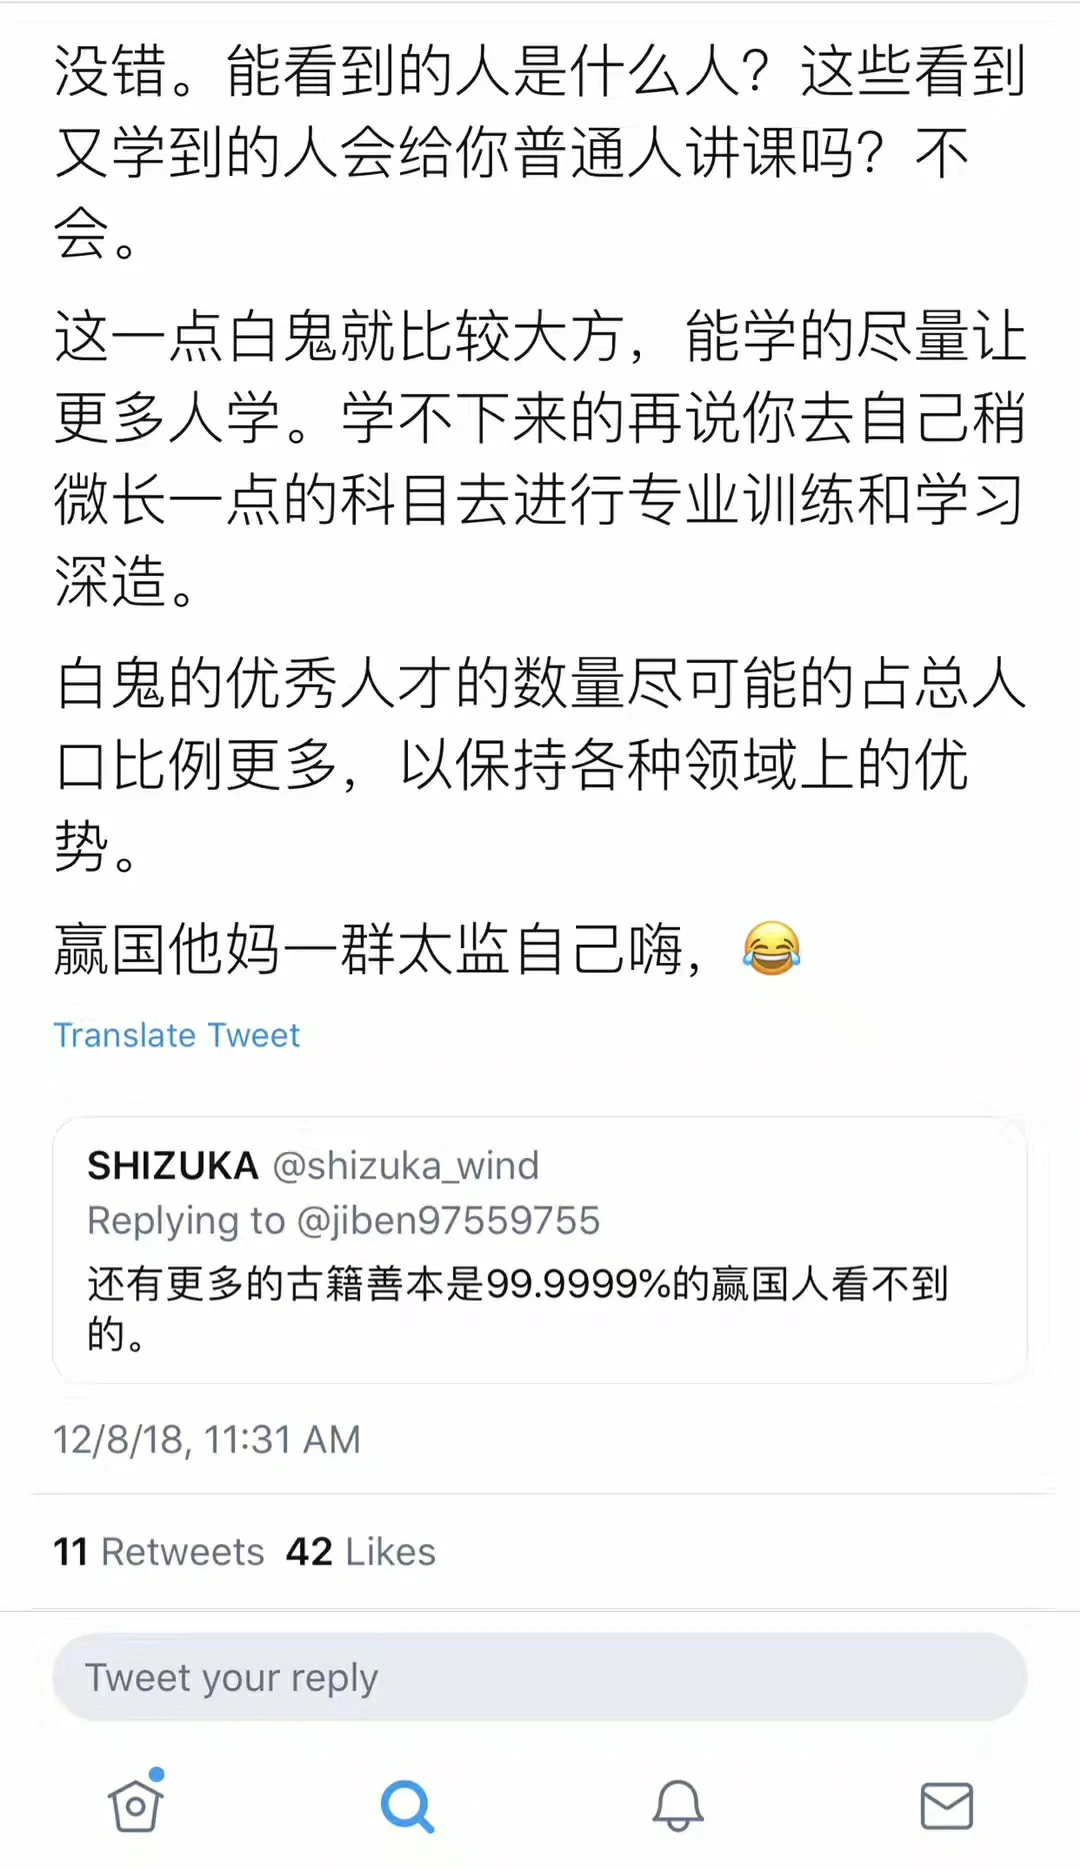 没错。能看到的人是什么人？这些看到
又学到的人会给你普通人讲课吗？不
会。
这一点白鬼就比较大方，能学的尽量让
更多人学。学不下来的再说你去自己稍
微长一点的科目去进行专业训练和学习
深造。
白鬼的优秀人才的数量尽可能的占总人
口比例更多，以保持各种领域上的优
势。
赢国他妈一群太监自己嗨，😂
Translate Tweet
SHIZUKA @shizuka_wind
Replying to @jiben97559755
还有更多的古籍善本是99.9999%的赢国人看不到
的。
12/8/18, 11:31 AM
11 Retweets 42 Likes
Tweet your reply